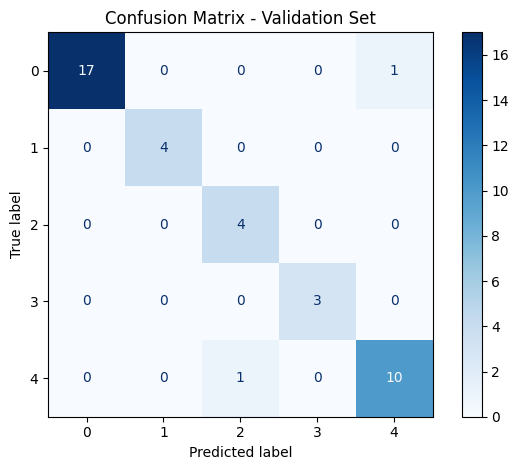 Confusion Matrix - Validation Set
True label
0 17 0 0 0 1
1 0 4 0 0 0
2 0 0 4 0 0
3 0 0 0 3 0
4 0 0 1 0 10
0 1 2 3 4
Predicted label
16
14
12
10
8
6
4
2
0